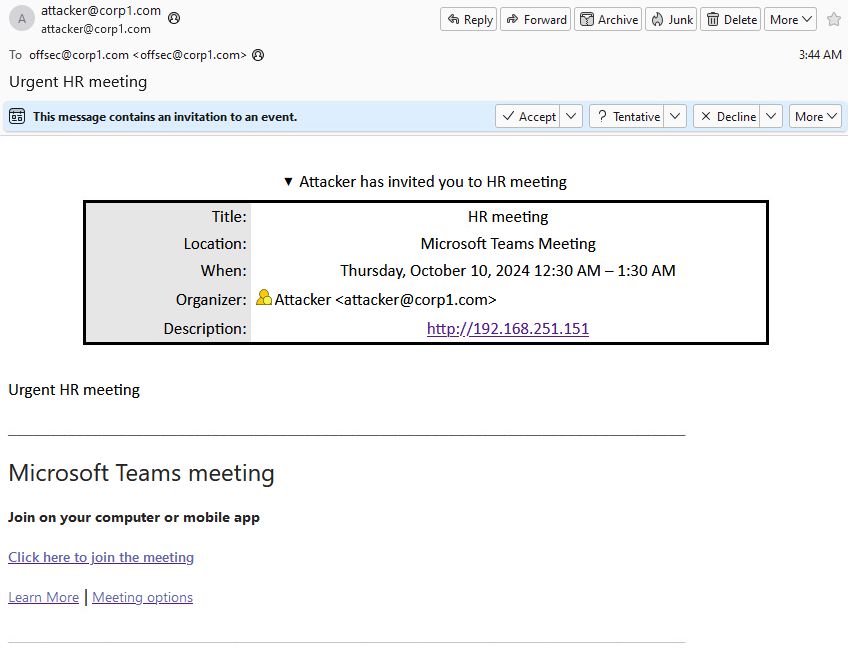 A
attacker@corp1.com
attacker@corp1.com
Reply Forward Archive Junk Delete More
To offsec@corp1.com <offsec@corp1.com> 3:44 AM
Urgent HR meeting
This message contains an invitation to an event. Accept ? Tentative Decline More
Attacker has invited you to HR meeting
Title: HR meeting
Location: Microsoft Teams Meeting
When: Thursday, October 10, 2024 12:30 AM – 1:30 AM
Organizer: Attacker <attacker@corp1.com>
Description: http://192.168.251.151
Urgent HR meeting
Microsoft Teams meeting
Join on your computer or mobile app
Click here to join the meeting
Learn More | Meeting options